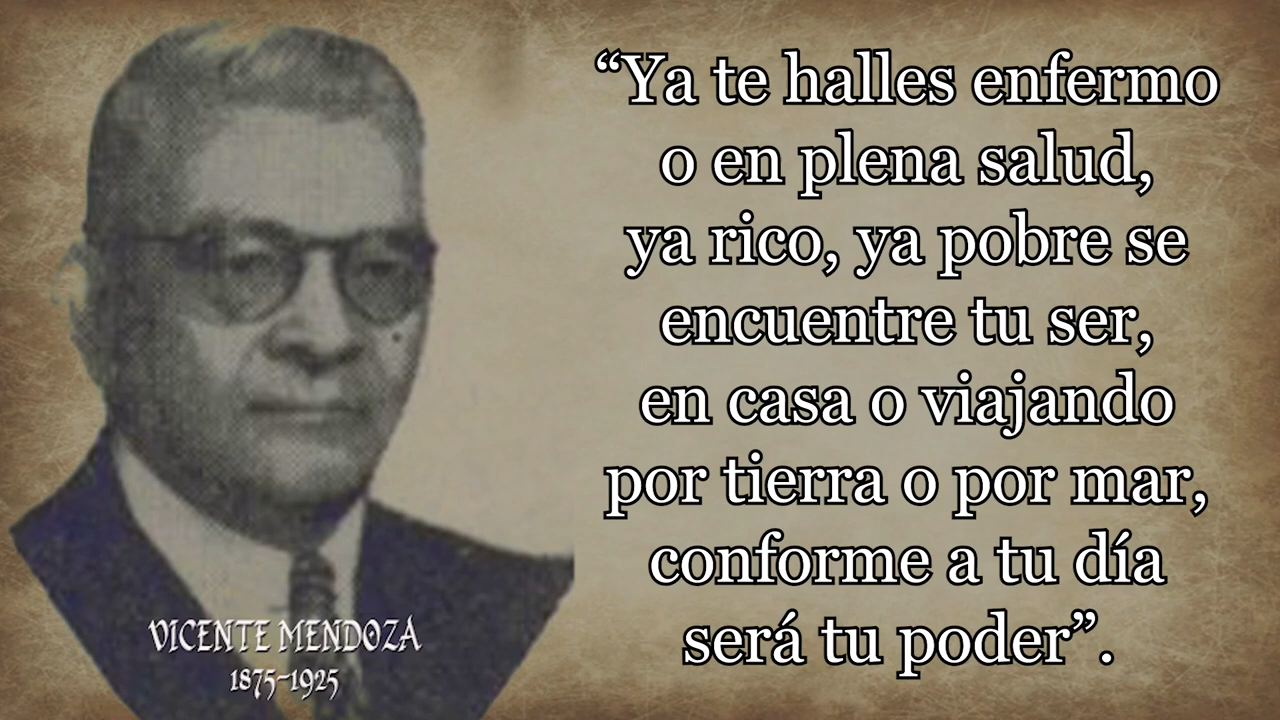 “Ya te halles enfermo
o en plena salud,
ya rico, ya pobre se
encuentre tu ser,
en casa o viajando
por tierra o por mar,
conforme a tu día
será tu poder”.
VICENTE MENDOZA
1875-1925